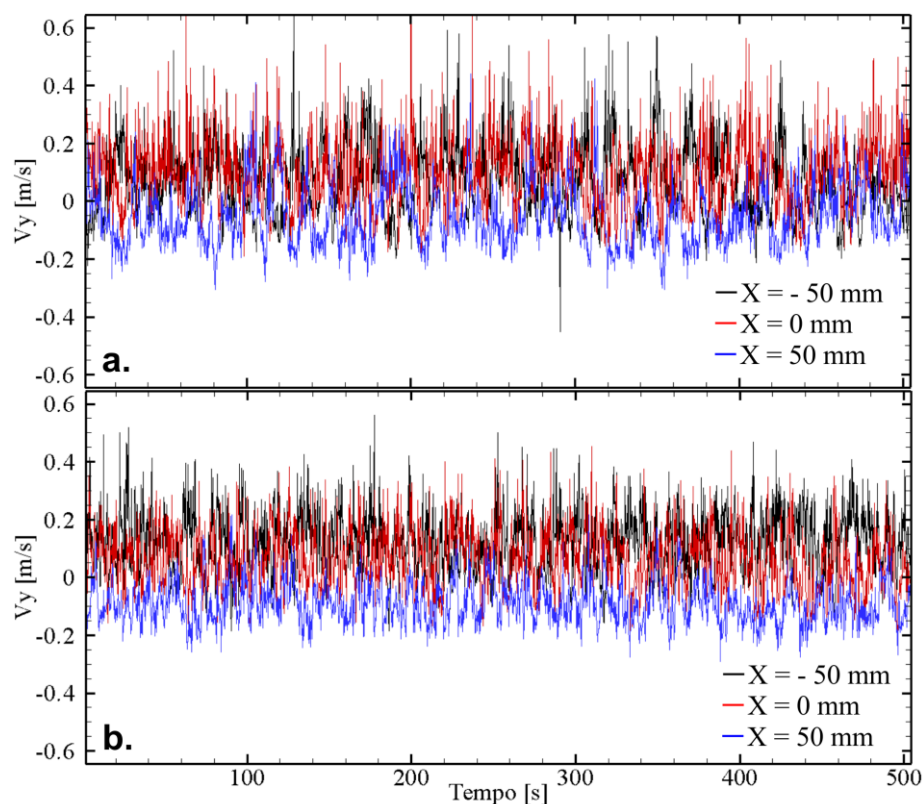 0.6
0.4
0.2
0
-0.2
-0.4
-0.6
Vy [m/s]
X = - 50 mm
X = 0 mm
X = 50 mm
a.
0.6
0.4
0.2
0
-0.2
-0.4
-0.6
Vy [m/s]
X = - 50 mm
X = 0 mm
X = 50 mm
b.
100 200 300 400 500
Tempo [s]